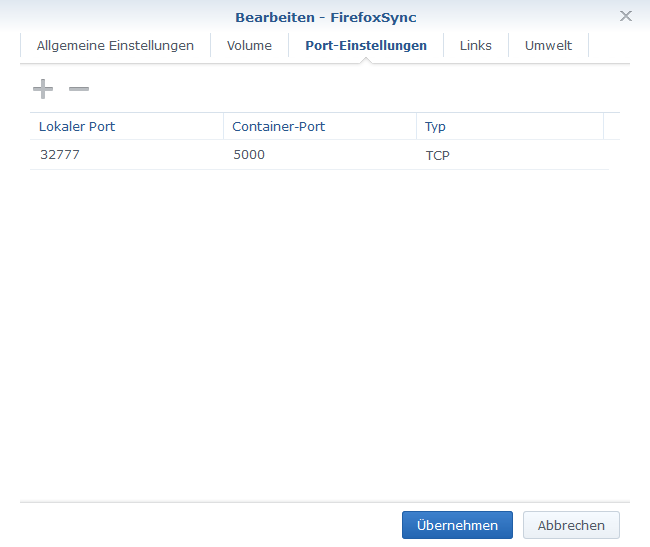 Bearbeiten - FirefoxSync
Allgemeine Einstellungen Volume Port-Einstellungen Links Umwelt
Lokaler Port Container-Port Typ
32777 5000 TCP
Übernehmen Abbrechen